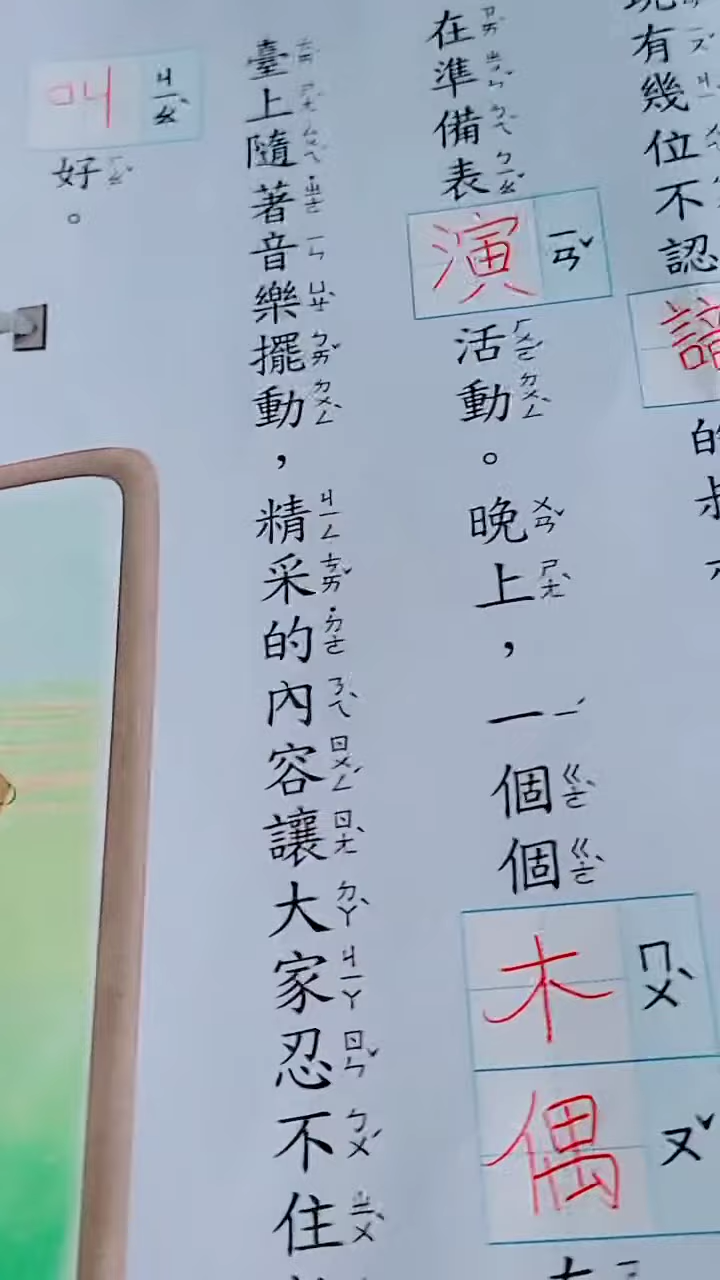 有幾位不認
在準備表演活動。晚上，一個個木偶
臺上隨著音樂擺動，精采的內容讓大家忍不住
叫好。